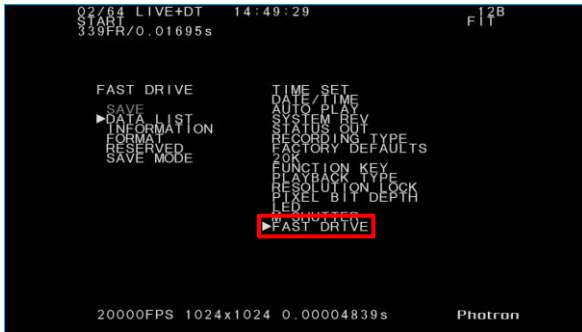 02/64 LIVE+DT 14:49:29 12B
START FIT
339FR/0.01695s
FAST DRIVE
SAVE
▶DATA LIST
INFORMATION
FORMAT
RESERVED
SAVE MODE
TIME SET
DATE/TIME
AUTO PLAY
SYSTEM REV
STATUS OUT
RECORDING TYPE
FACTORY DEFAULTS
20K
FUNCTION KEY
PLAYBACK TYPE
RESOLUTION LOCK
PIXEL BIT DEPTH
LED
M SHUTTER
▶FAST DRIVE
20000FPS 1024x1024 0.00004839s Photron